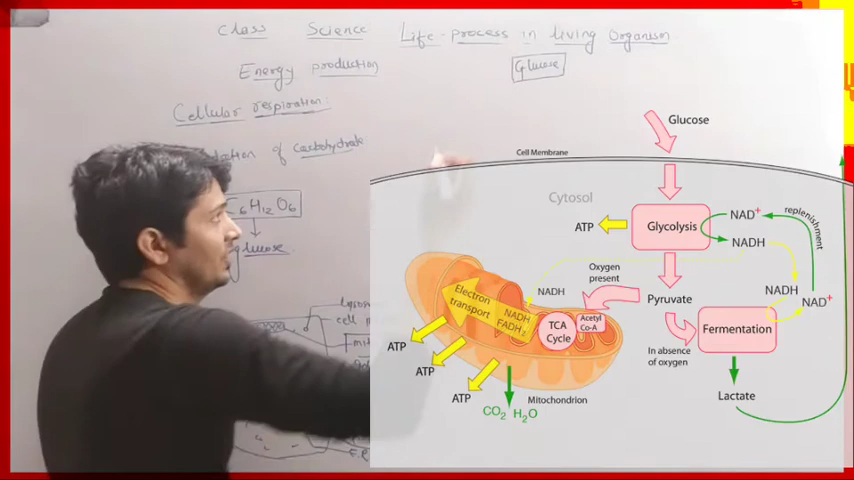 Class Science Life-process in living Organism
Energy production
Glucose
Cellular respiration:
dation of carbohydrate
C6H12O6
glucose
cell
Glucose
Cell Membrane
Cytosol
ATP
Glycolysis
NAD+
NADH
replenishment
Oxygen
present
NADH
Pyruvate
NADH
NAD+
Electron
transport
NADH
FADH2
TCA
Cycle
Acetyl
Co-A
Fermentation
In absence
of oxygen
ATP
ATP
ATP
CO2 H2O
Mitochondrion
Lactate